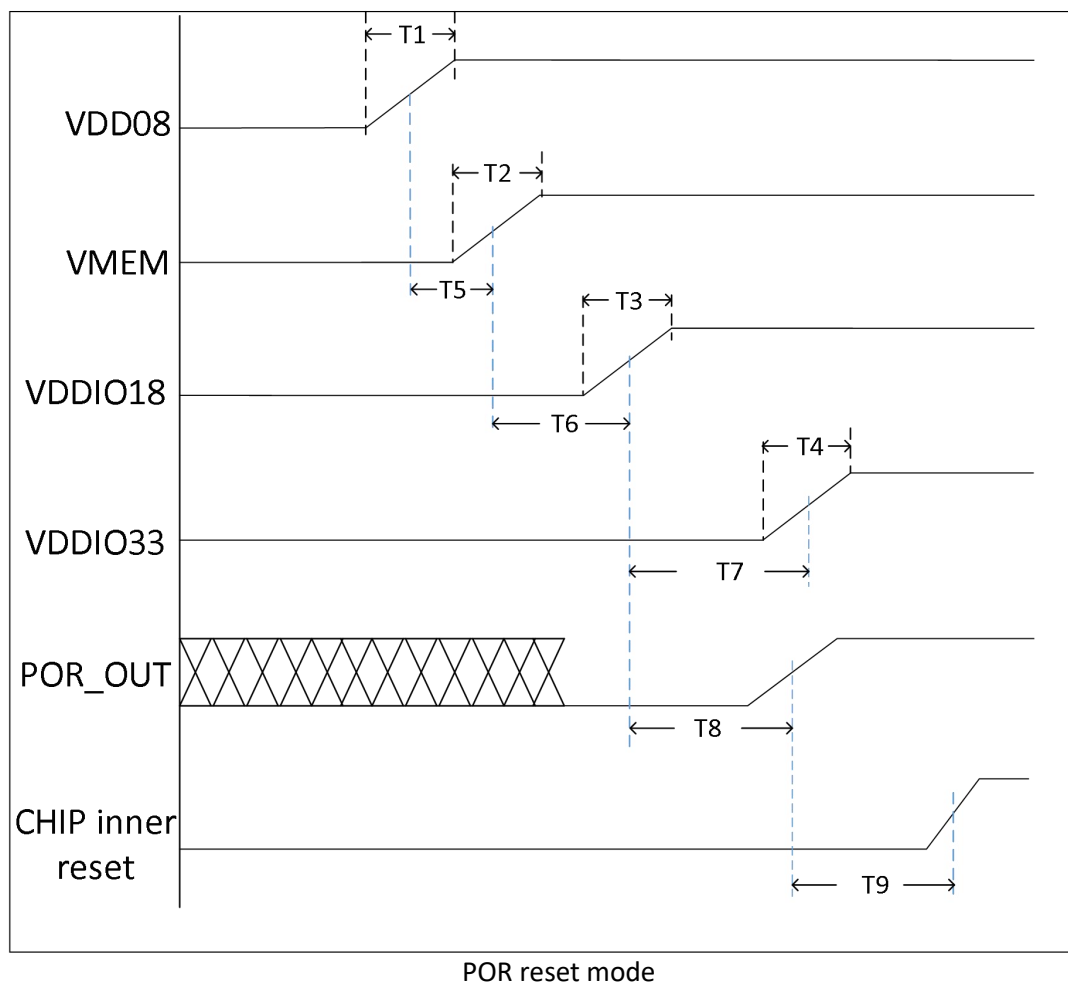 T1
VDD08
T2
VMEM
T5
T3
VDDIO18
T6
T4
VDDIO33
T7
POR_OUT
T8
CHIP inner
reset
T9
POR reset mode